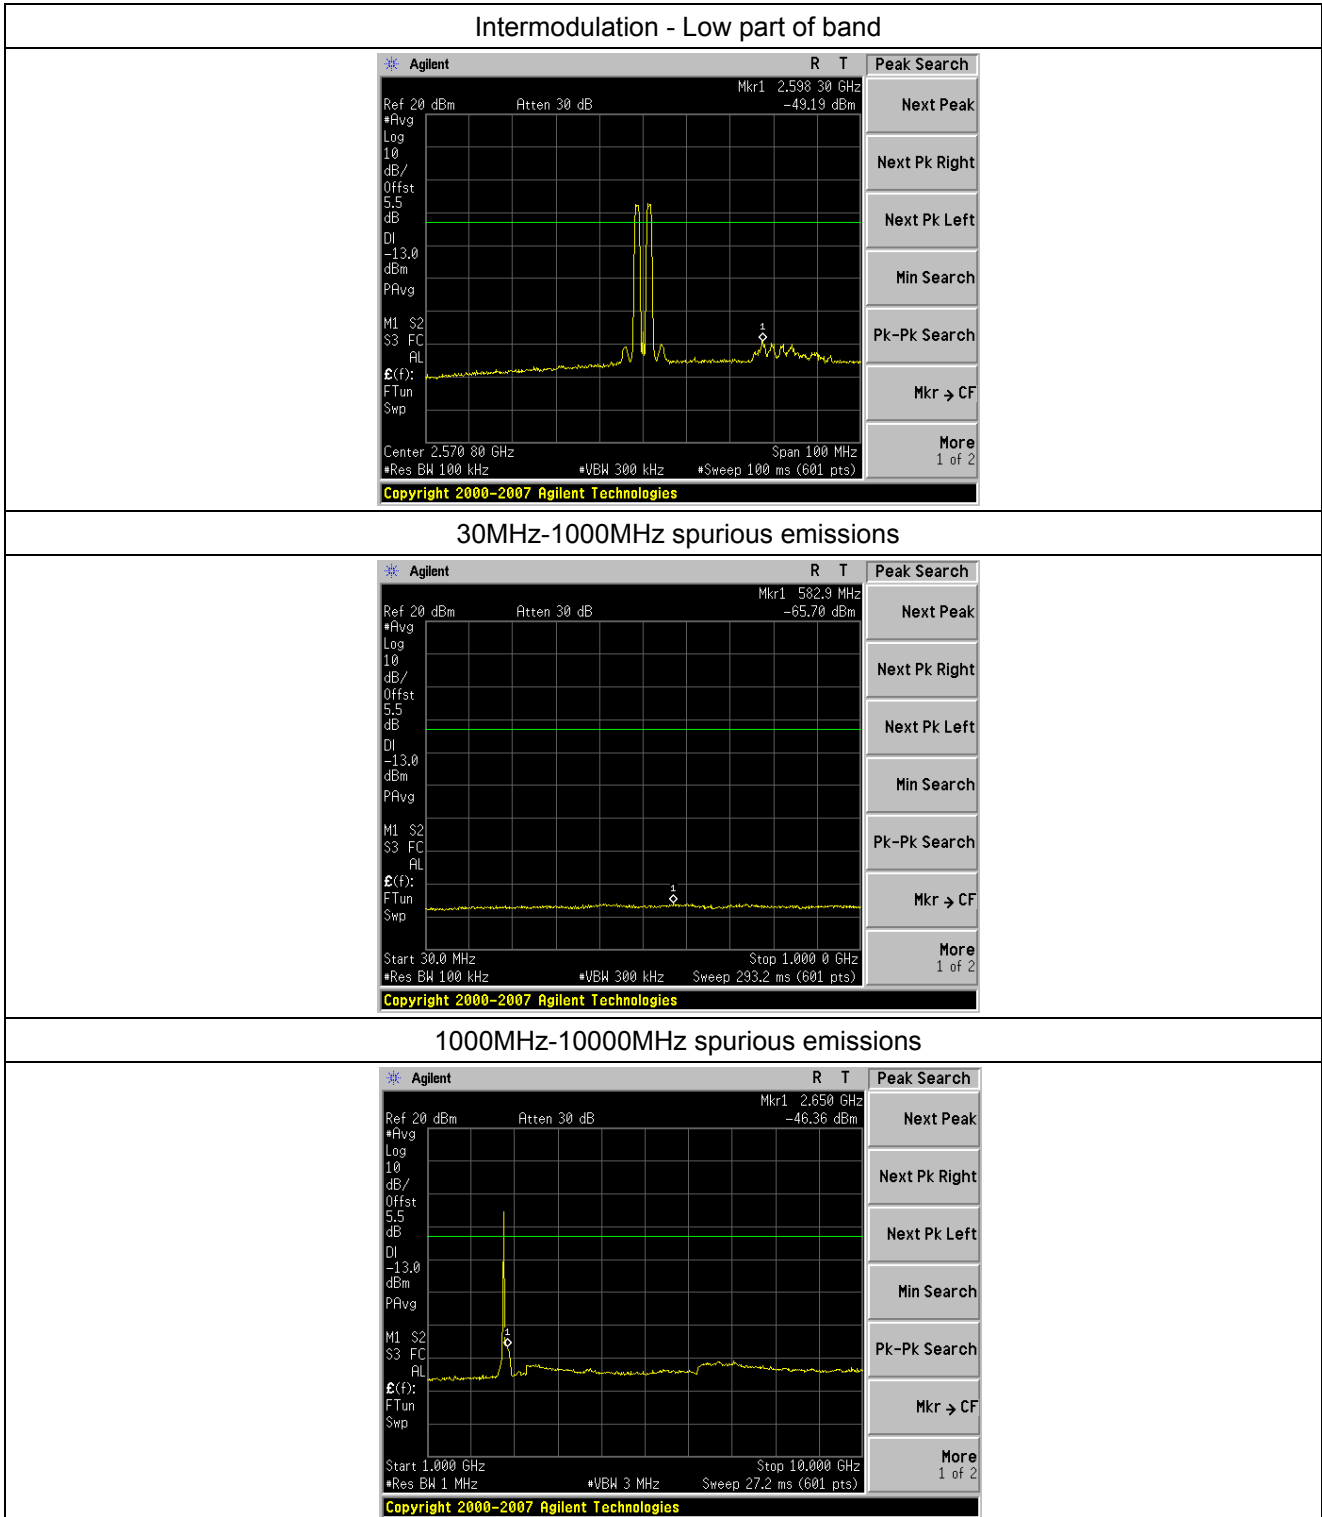 Intermodulation - Low part of band
Agilent R T Peak Search
Mkr1 2.598 30 GHz
Ref 20 dBm Atten 30 dB -49.19 dBm
#Avg
Log
10
dB/
Offst
5.5
dB
DI
-13.0
dBm
PAvg
M1 S2
S3 FC
AL
£(f):
FTun
Swp
1
Center 2.570 80 GHz Span 100 MHz
#Res BW 100 kHz #VBW 300 kHz #Sweep 100 ms (601 pts)
Copyright 2000-2007 Agilent Technologies
Next Peak
Next Pk Right
Next Pk Left
Min Search
Pk-Pk Search
Mkr → CF
More
1 of 2
30MHz-1000MHz spurious emissions
Agilent R T Peak Search
Mkr1 582.9 MHz
Ref 20 dBm Atten 30 dB -65.70 dBm
#Avg
Log
10
dB/
Offst
5.5
dB
DI
-13.0
dBm
PAvg
M1 S2
S3 FC
AL
£(f):
FTun
Swp
1
Start 30.0 MHz Stop 1.000 0 GHz
#Res BW 100 kHz #VBW 300 kHz Sweep 293.2 ms (601 pts)
Copyright 2000-2007 Agilent Technologies
Next Peak
Next Pk Right
Next Pk Left
Min Search
Pk-Pk Search
Mkr → CF
More
1 of 2
1000MHz-10000MHz spurious emissions
Agilent R T Peak Search
Mkr1 2.650 GHz
Ref 20 dBm Atten 30 dB -46.36 dBm
#Avg
Log
10
dB/
Offst
5.5
dB
DI
-13.0
dBm
PAvg
M1 S2
S3 FC
AL
£(f):
FTun
Swp
1
Start 1.000 GHz Stop 10.000 GHz
#Res BW 1 MHz #VBW 3 MHz Sweep 27.2 ms (601 pts)
Copyright 2000-2007 Agilent Technologies
Next Peak
Next Pk Right
Next Pk Left
Min Search
Pk-Pk Search
Mkr → CF
More
1 of 2